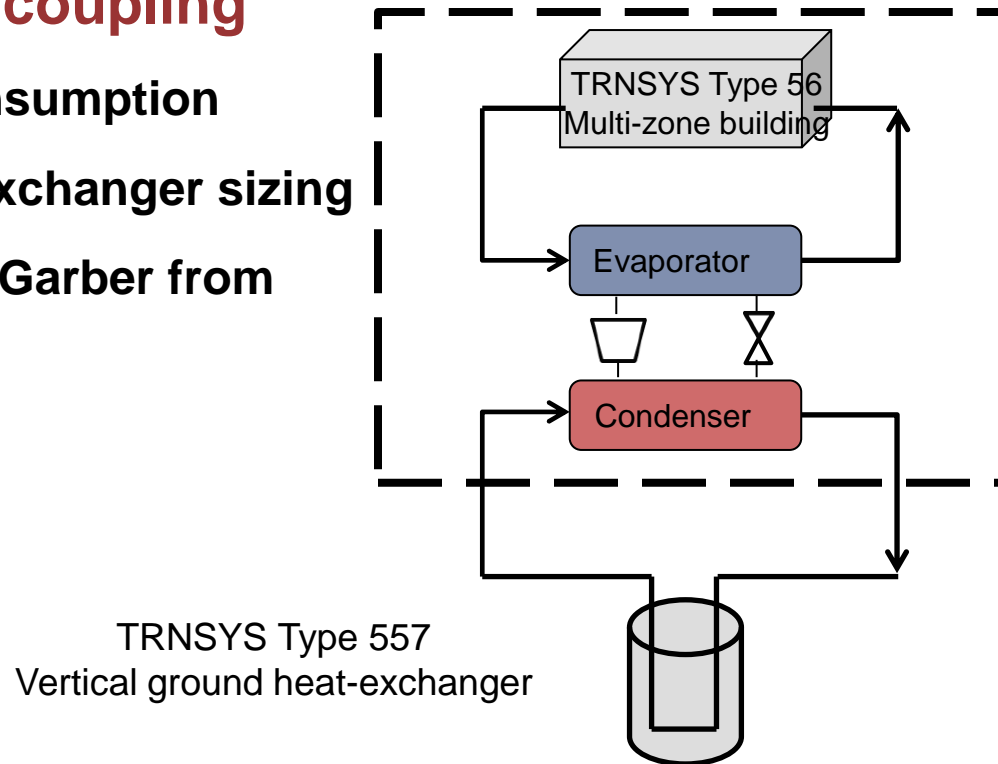 coupling
nsumption
xchanger sizing
Garber from
TRNSYS Type 56
Multi-zone building
Evaporator
Condenser
TRNSYS Type 557
Vertical ground heat-exchanger